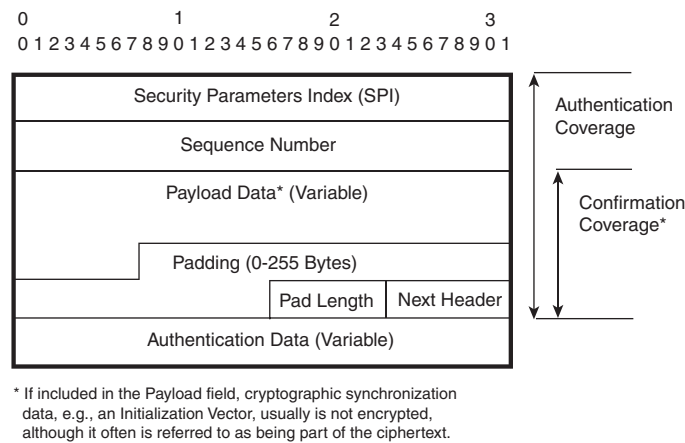 0 1 2 3
0 1 2 3 4 5 6 7 8 9 0 1 2 3 4 5 6 7 8 9 0 1 2 3 4 5 6 7 8 9 0 1
Security Parameters Index (SPI)
Authentication
Coverage
Sequence Number
Payload Data* (Variable)
Confirmation
Coverage*
Padding (0-255 Bytes)
Pad Length
Next Header
Authentication Data (Variable)
* If included in the Payload field, cryptographic synchronization
data, e.g., an Initialization Vector, usually is not encrypted,
although it often is referred to as being part of the ciphertext.